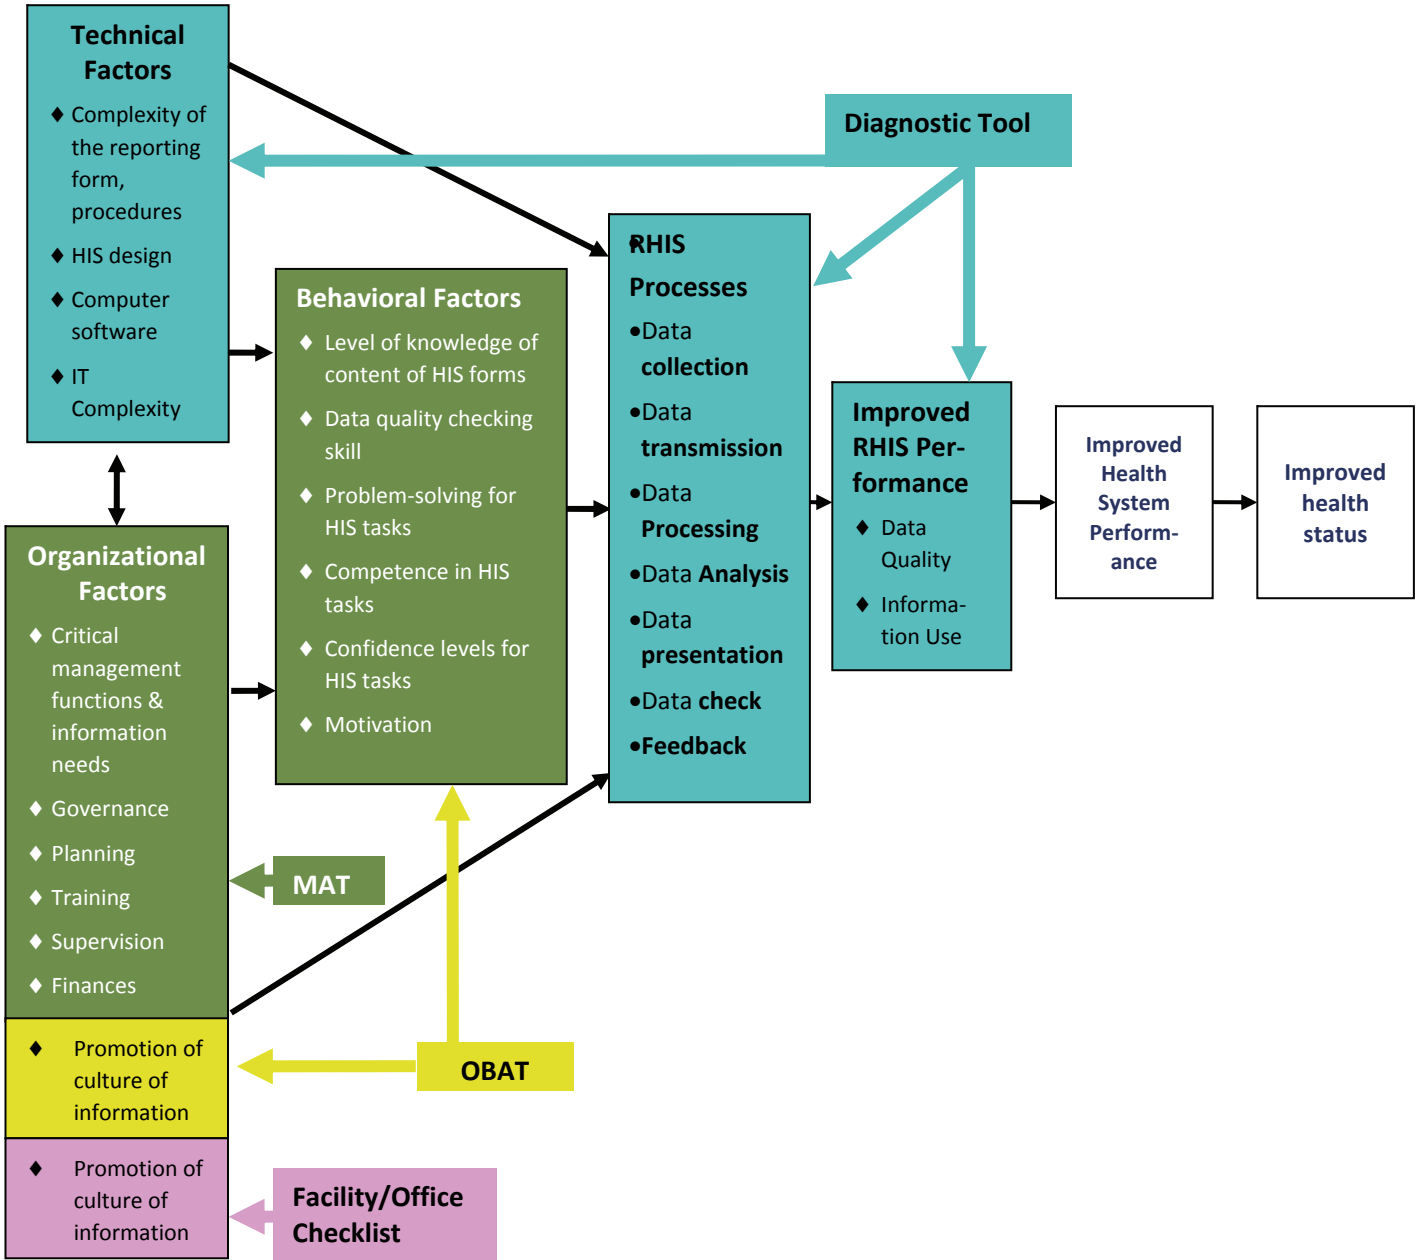 Technical
Factors
♦ Complexity of
the reporting
form,
procedures
♦ HIS design
♦ Computer
software
♦ IT
Complexity
Organizational
Factors
♦ Critical
management
functions &
information
needs
♦ Governance
♦ Planning
♦ Training
♦ Supervision
♦ Finances
♦ Promotion of
culture of
information
♦ Promotion of
culture of
information
Behavioral Factors
♦ Level of knowledge of
content of HIS forms
♦ Data quality checking
skill
♦ Problem-solving for
HIS tasks
♦ Competence in HIS
tasks
♦ Confidence levels for
HIS tasks
♦ Motivation
MAT
OBAT
Facility/Office
Checklist
Diagnostic Tool
RHIS
Processes
•Data
collection
•Data
transmission
•Data
Processing
•Data Analysis
•Data
presentation
•Data check
•Feedback
Improved
RHIS Per-
formance
♦ Data
Quality
♦ Informa-
tion Use
Improved
Health
System
Perform-
ance
Improved
health
status